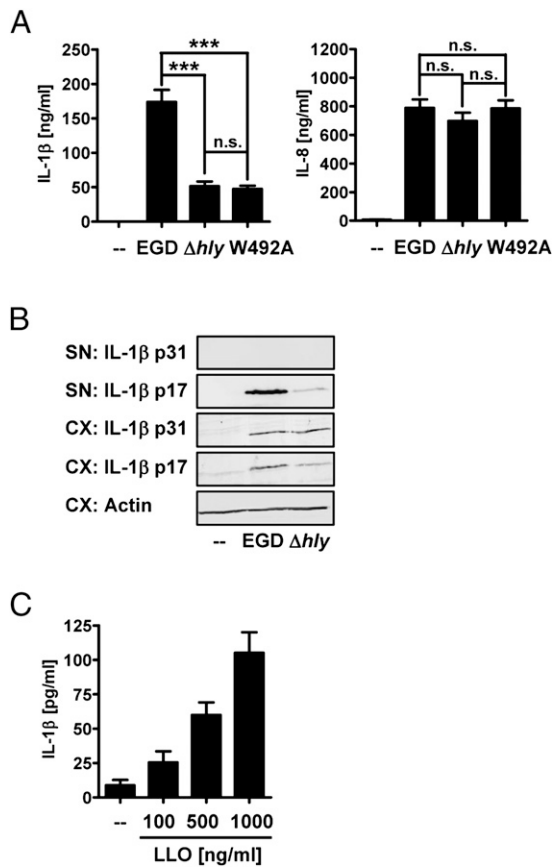 A
IL-1β [ng/ml]
250
200
150
100
50
0
***
***
n.s.
-- EGD Δhly W492A
IL-8 [ng/ml]
1200
1000
800
600
400
200
0
n.s.
n.s.
n.s.
-- EGD Δhly W492A
B
SN: IL-1β p31
SN: IL-1β p17
CX: IL-1β p31
CX: IL-1β p17
CX: Actin
-- EGD Δhly
C
IL-1β [pg/ml]
125
100
75
50
25
0
-- 100 500 1000
LLO [ng/ml]